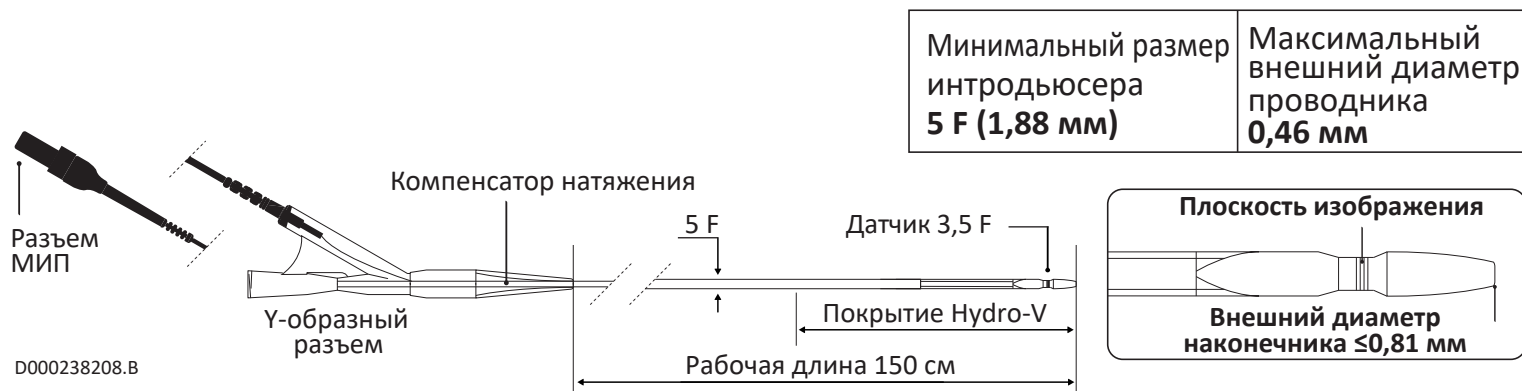 Минимальный размер
интродьюсера
5 F (1,88 мм)
Максимальный
внешний диаметр
проводника
0,46 мм
Компенсатор натяжения
Разъем
МИП
5 F
Датчик 3,5 F
Плоскость изображения
Y-образный
разъем
Покрытие Hydro-V
Внешний диаметр
наконечника ≤0,81 мм
D000238208.B
Рабочая длина 150 см